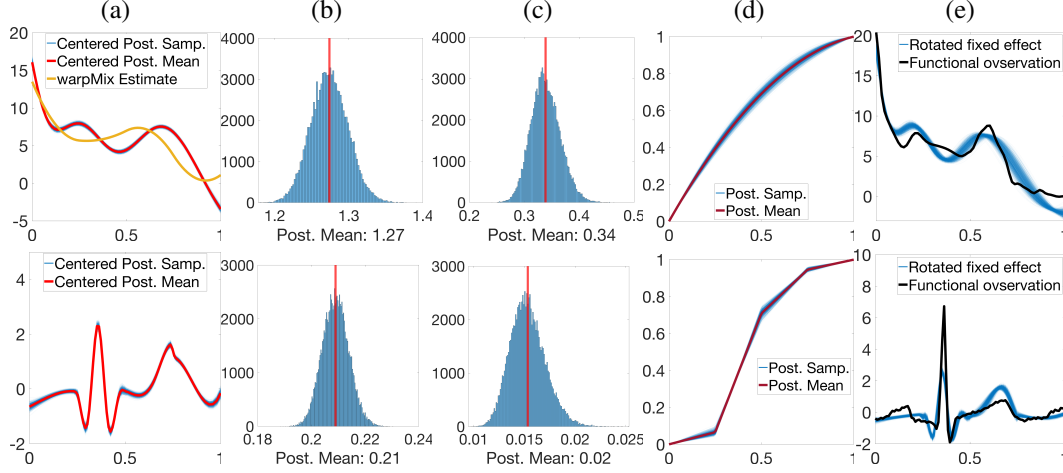 (a) (b) (c) (d) (e)
20
15
10
5
0
-5
0 0.5 1
Centered Post. Samp.
Centered Post. Mean
warpMix Estimate
4000
3000
2000
1000
0
1.2 1.3 1.4
Post. Mean: 1.27
4000
3000
2000
1000
0
0.2 0.3 0.4 0.5
Post. Mean: 0.34
1
0.8
0.6
0.4
0.2
0
0 0.5 1
Post. Samp.
Post. Mean
20
15
10
5
0
0 0.5 1
Rotated fixed effect
Functional ovservation
4
2
0
-2
0 0.5 1
Centered Post. Samp.
Centered Post. Mean
3000
2000
1000
0
0.18 0.2 0.22 0.24
Post. Mean: 0.21
3000
2000
1000
0
0.01 0.015 0.02 0.025
Post. Mean: 0.02
1
0.8
0.6
0.4
0.2
0
0 0.5 1
Post. Samp.
Post. Mean
10
8
6
4
2
0
-2
0 0.5 1
Rotated fixed effect
Functional ovservation